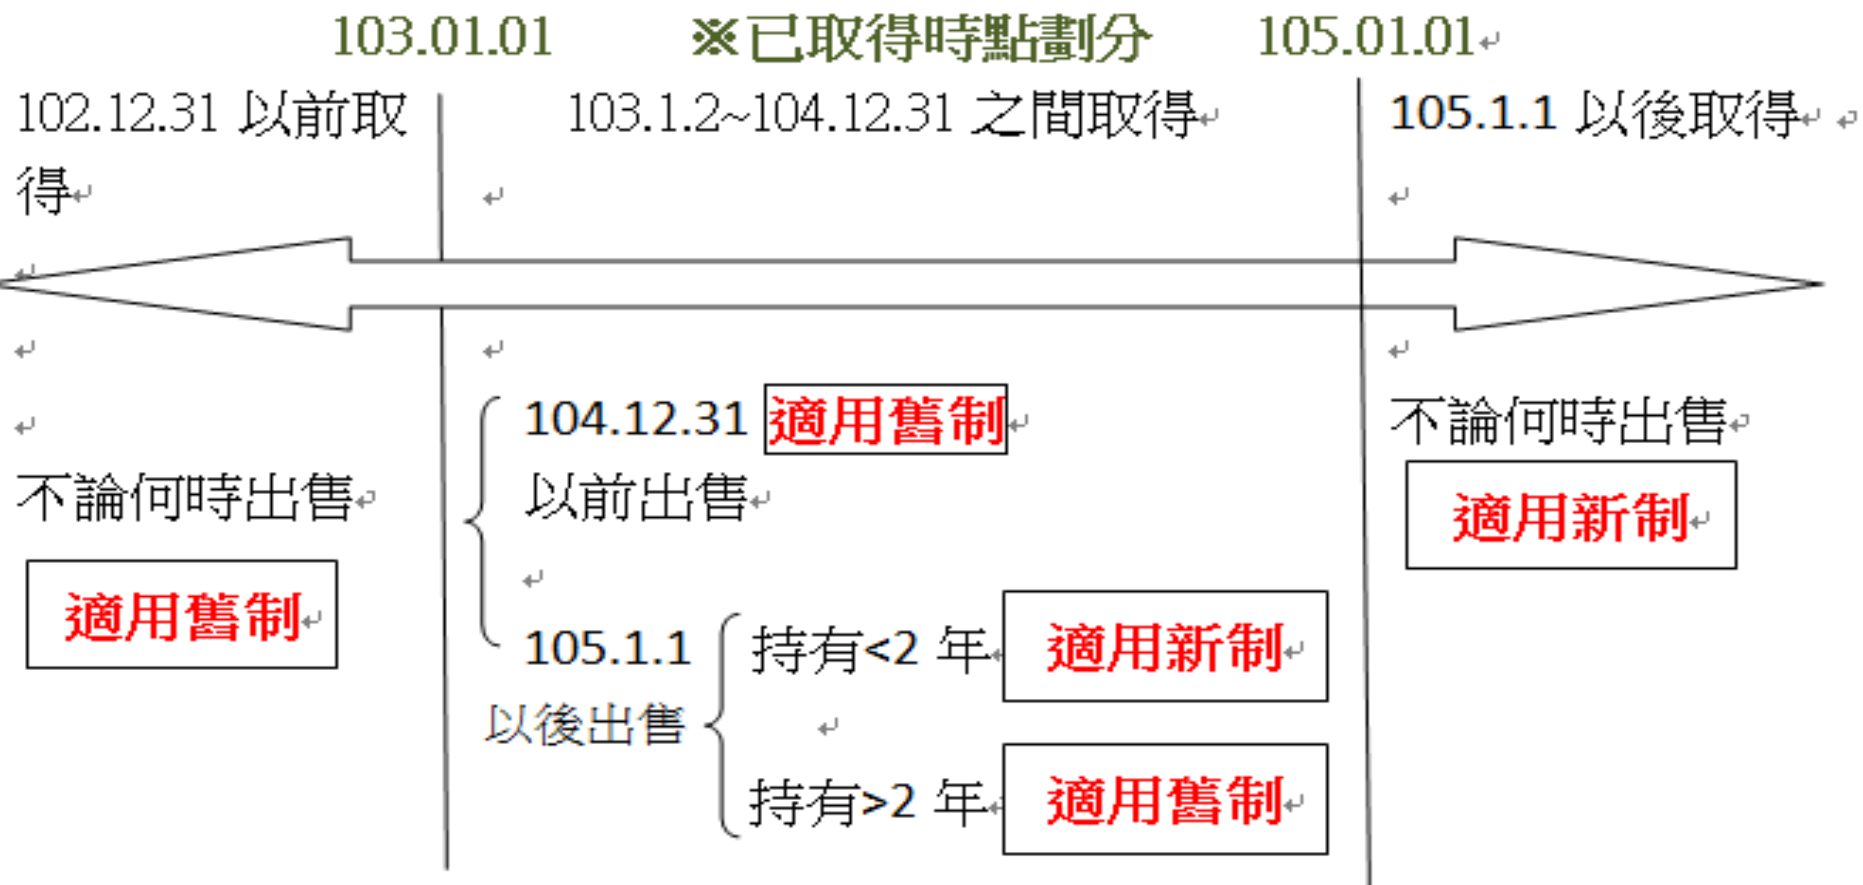 103.01.01 ※已取得時點劃分 105.01.01
102.12.31 以前取
得
103.1.2~104.12.31 之間取得
105.1.1 以後取得
不論何時出售
適用舊制
104.12.31 適用舊制
以前出售
105.1.1
以後出售
持有<2 年 適用新制
持有>2 年 適用舊制
不論何時出售
適用新制